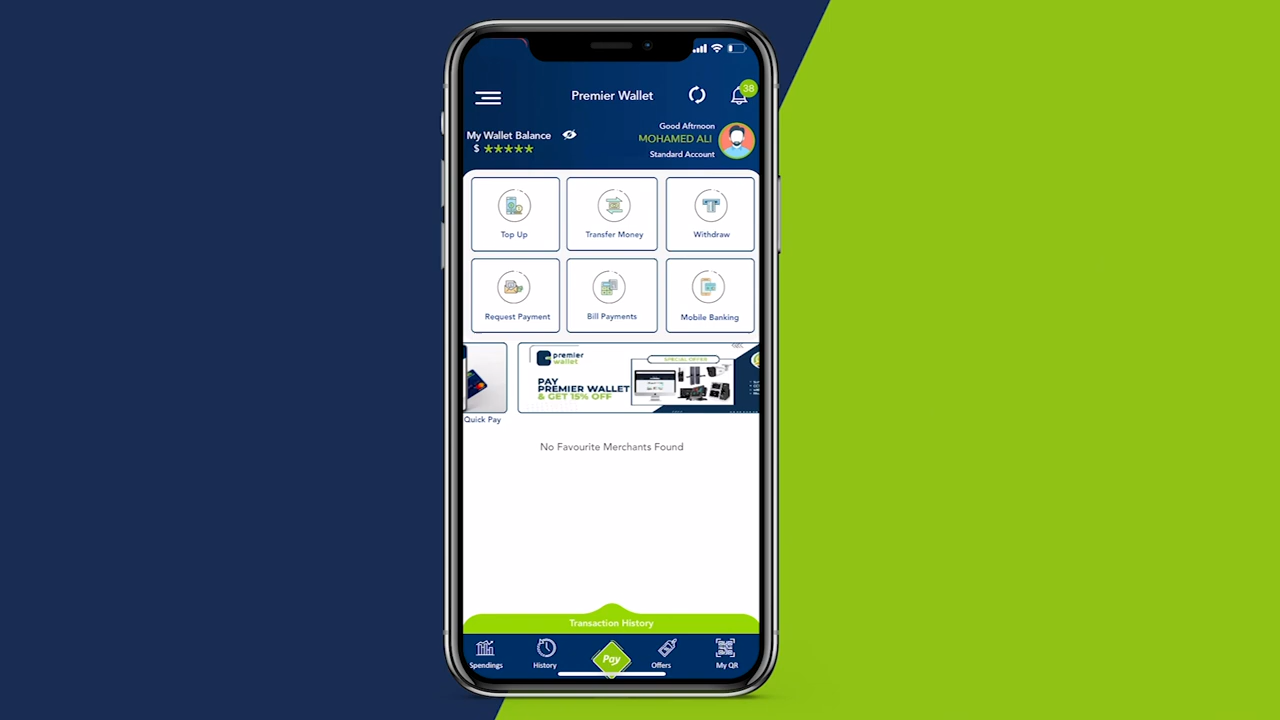 Premier Wallet
38
My Wallet Balance
$ *****
Good Aftrnoon
MOHAMED ALI
Standard Account
Top Up
Transfer Money
Withdraw
Request Payment
Bill Payments
Mobile Banking
premier
wallet
SPECIAL OFFER
PAY
PREMIER WALLET
& GET 15% OFF
Quick Pay
No Favourite Merchants Found
Transaction History
Spendings
History
Pay
Offers
My QR